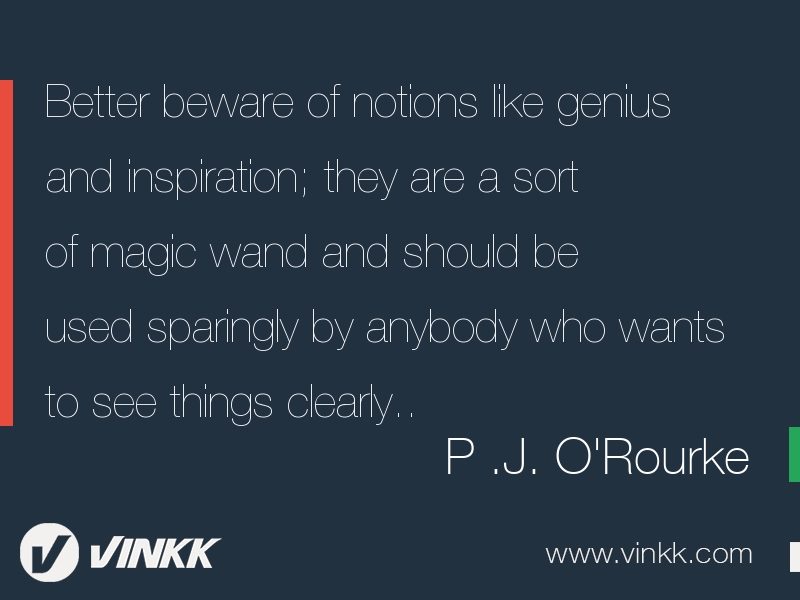 Better beware of notions like genius
and inspiration; they are a sort
of magic wand and should be
used sparingly by anybody who wants
to see things clearly..
P .J. O'Rourke
VINKK
www.vinkk.com